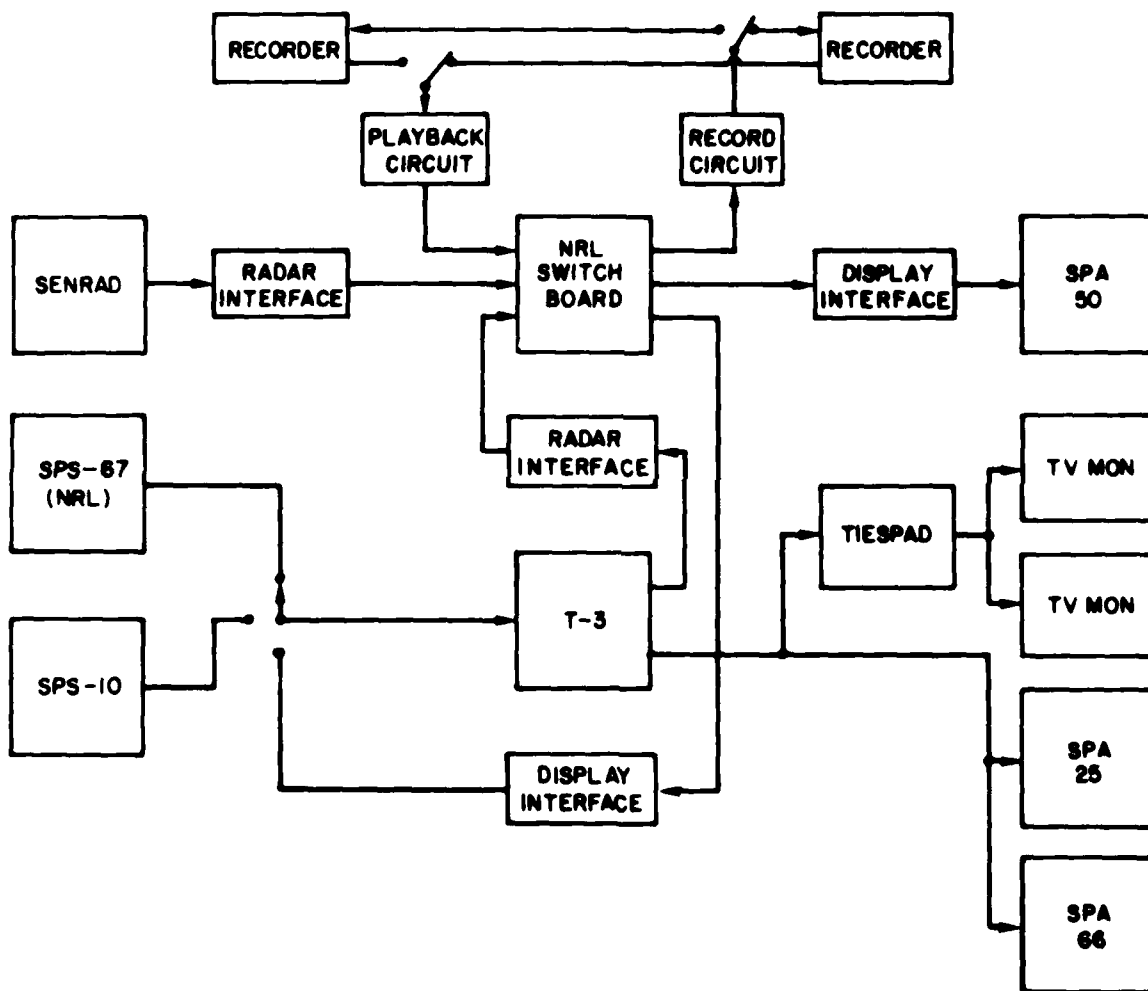 RECORDER
RECORDER
PLAYBACK
CIRCUIT
RECORD
CIRCUIT
SENRAD
RADAR
INTERFACE
NRL
SWITCH
BOARD
DISPLAY
INTERFACE
SPA
50
SPS-67
(NRL)
RADAR
INTERFACE
TV MON
TIESPAD
T-3
TV MON
SPS-10
SPA
25
DISPLAY
INTERFACE
SPA
66